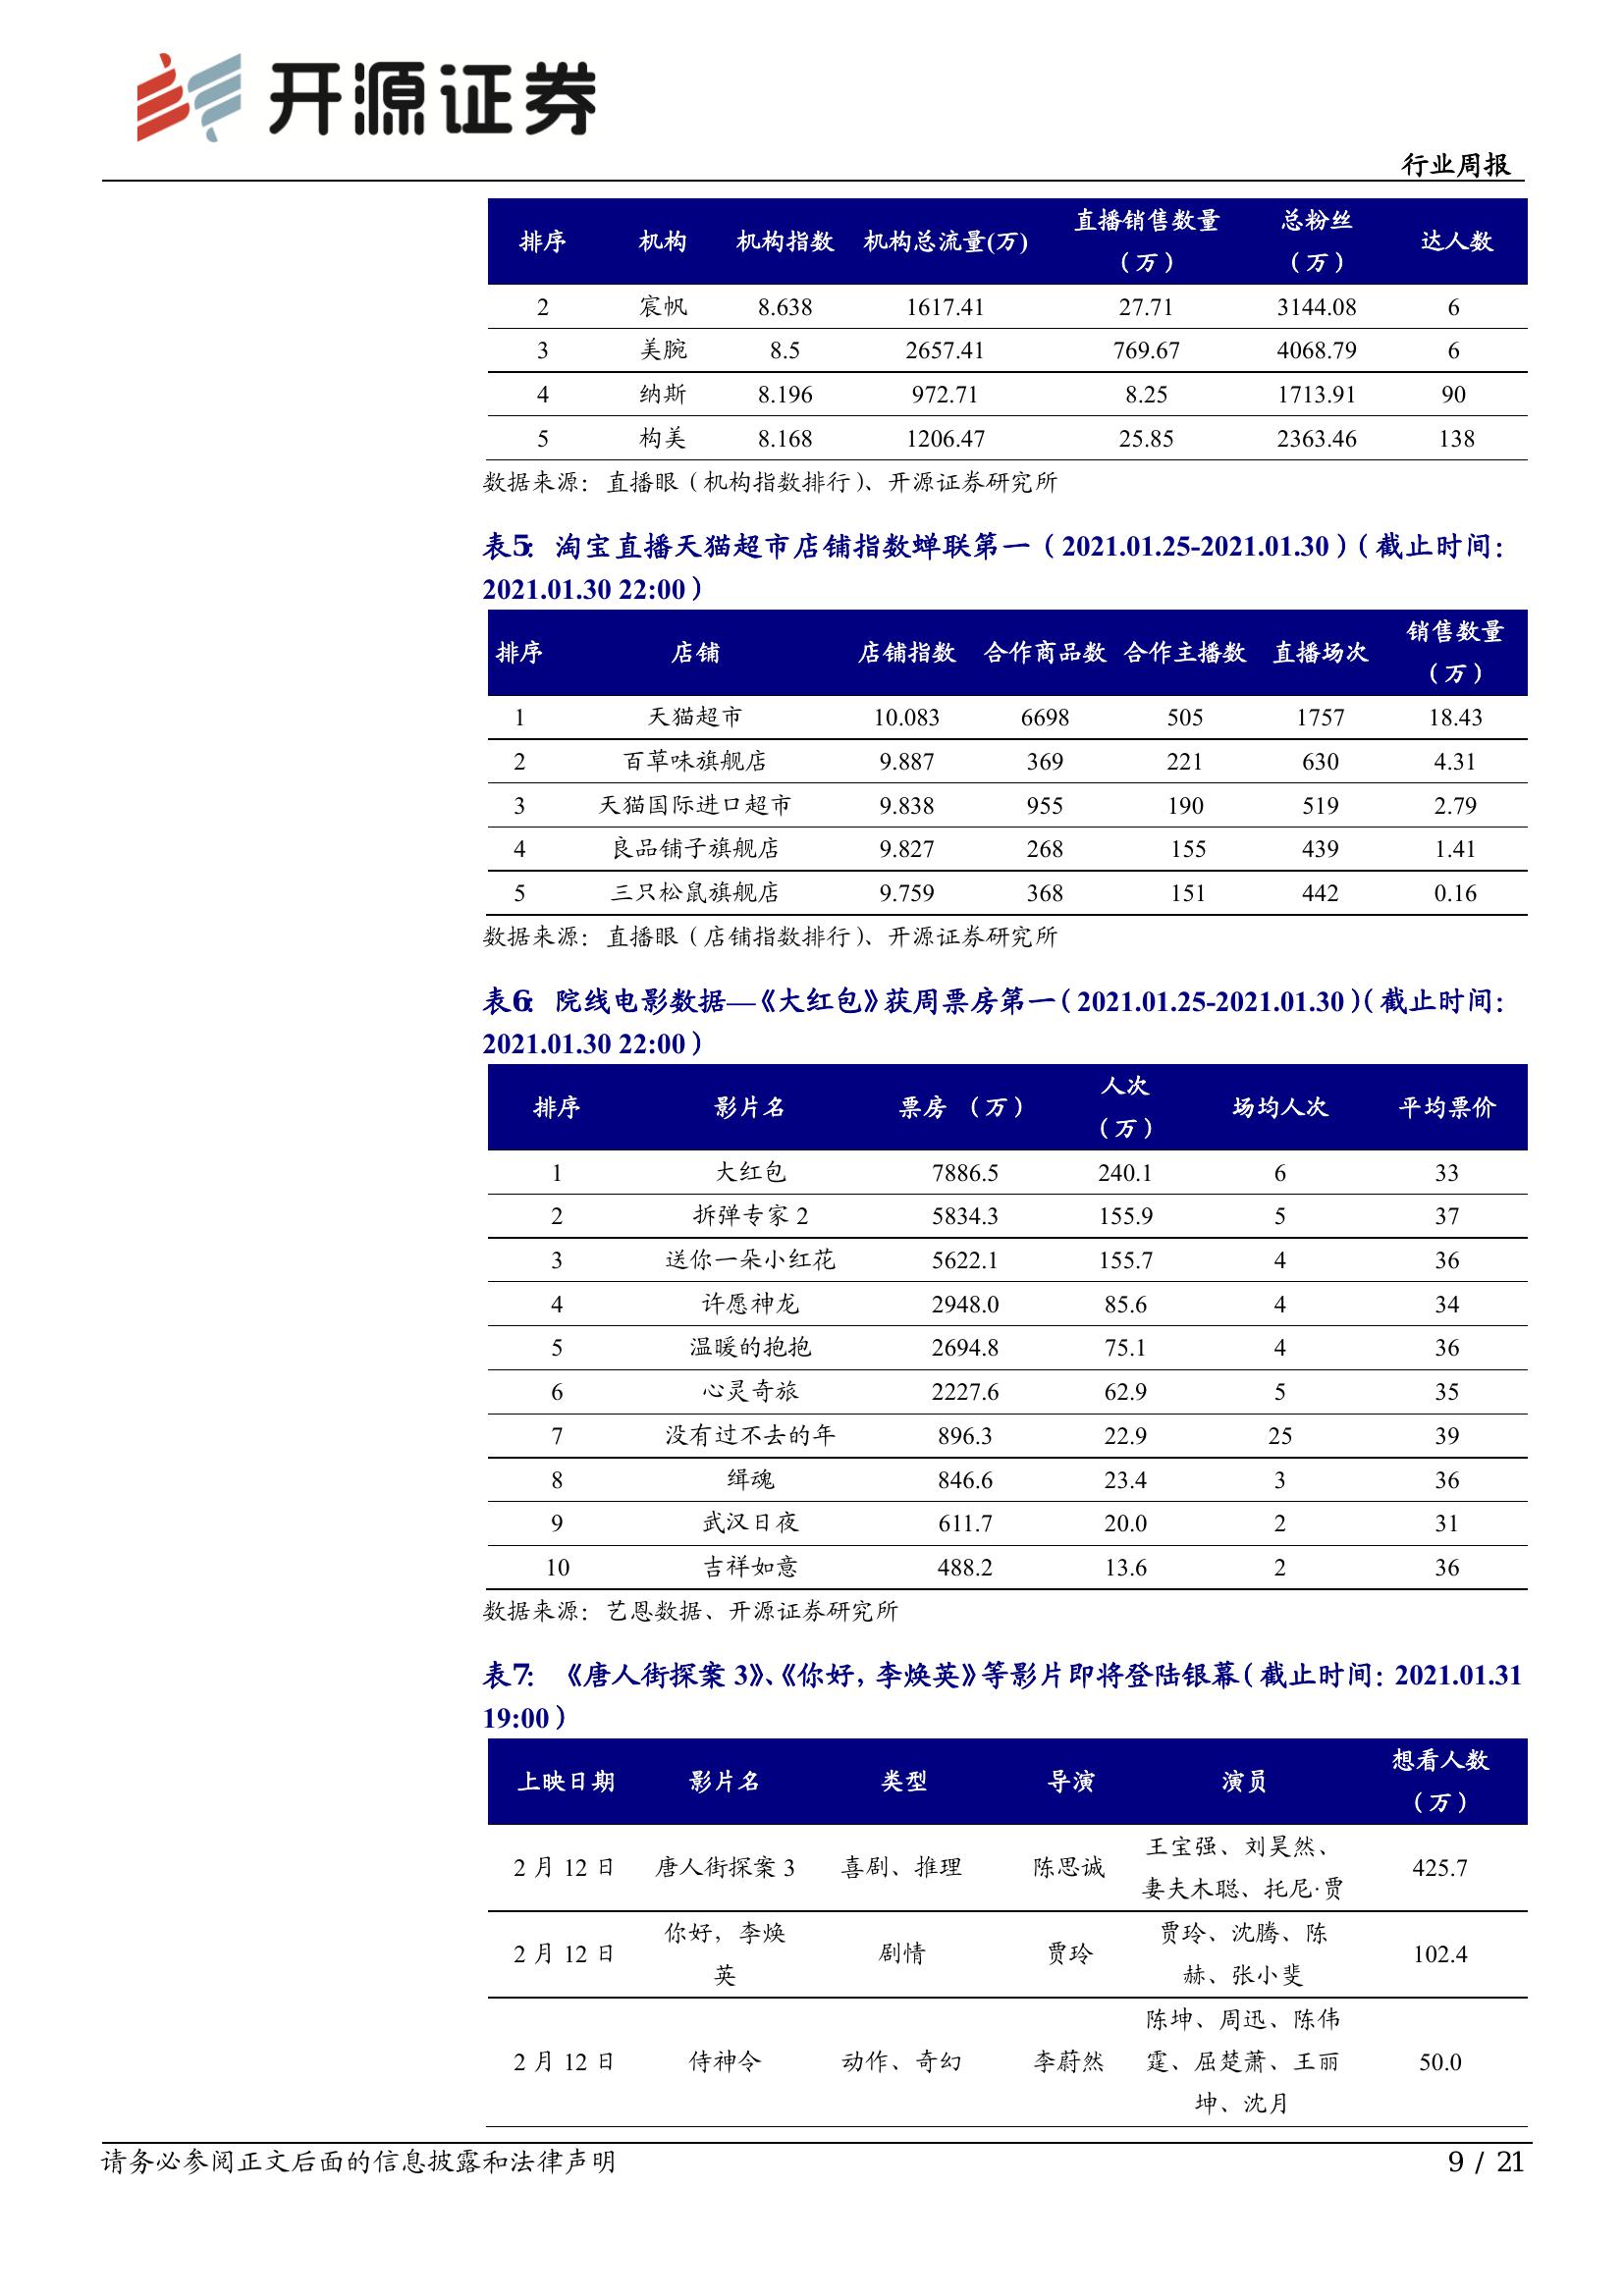 开源证券
行业周报
排序 机构 机构指数 机构总流量(万) 直播销售数量（万） 总粉丝（万） 达人数
2 宸帆 8.638 1617.41 27.71 3144.08 6
3 美腕 8.5 2657.41 769.67 4068.79 6
4 纳斯 8.196 972.71 8.25 1713.91 90
5 构美 8.168 1206.47 25.85 2363.46 138
数据来源：直播眼（机构指数排行）、开源证券研究所
表5： 淘宝直播天猫超市店铺指数蝉联第一（2021.01.25-2021.01.30）（截止时间：
2021.01.30 22:00）
排序 店铺 店铺指数 合作商品数 合作主播数 直播场次 销售数量（万）
1 天猫超市 10.083 6698 505 1757 18.43
2 百草味旗舰店 9.887 369 221 630 4.31
3 天猫国际进口超市 9.838 955 190 519 2.79
4 良品铺子旗舰店 9.827 268 155 439 1.41
5 三只松鼠旗舰店 9.759 368 151 442 0.16
数据来源：直播眼（店铺指数排行）、开源证券研究所
表6： 院线电影数据—《大红包》获周票房第一（2021.01.25-2021.01.30）（截止时间：
2021.01.30 22:00）
排序 影片名 票房 （万） 人次（万） 场均人次 平均票价
1 大红包 7886.5 240.1 6 33
2 拆弹专家 2 5834.3 155.9 5 37
3 送你一朵小红花 5622.1 155.7 4 36
4 许愿神龙 2948.0 85.6 4 34
5 温暖的抱抱 2694.8 75.1 4 36
6 心灵奇旅 2227.6 62.9 5 35
7 没有过不去的年 896.3 22.9 25 39
8 缉魂 846.6 23.4 3 36
9 武汉日夜 611.7 20.0 2 31
10 吉祥如意 488.2 13.6 2 36
数据来源：艺恩数据、开源证券研究所
表7： 《唐人街探案 3》、《你好，李焕英》等影片即将登陆银幕（截止时间：2021.01.31
19:00）
上映日期 影片名 类型 导演 演员 想看人数（万）
2 月 12 日 唐人街探案 3 喜剧、推理 陈思诚 王宝强、刘昊然、妻夫木聪、托尼·贾 425.7
2 月 12 日 你好，李焕英 剧情 贾玲 贾玲、沈腾、陈赫、张小斐 102.4
2 月 12 日 侍神令 动作、奇幻 李蔚然 陈坤、周迅、陈伟霆、屈楚萧、王丽坤、沈月 50.0
请务必参阅正文后面的信息披露和法律声明
9 / 21